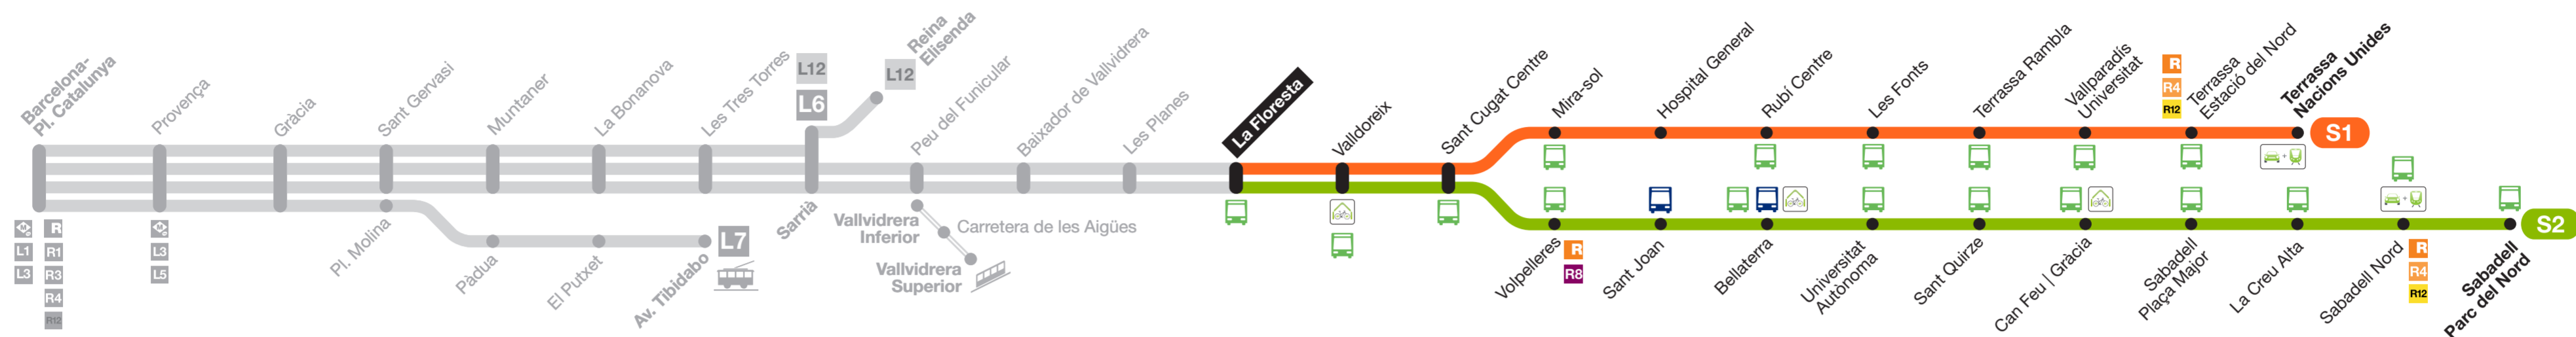 Barcelona-
Pl. Catalunya
Provença
Gràcia
Sant Gervasi
Muntaner
La Bonanova
Les Tres Torres
L12
L6
Reina
Elisenda
L12
Peu del Funicular
Baixador de Vallvidrera
Les Planes
La Floresta
Valldoreix
Sant Cugat Centre
Mira-sol
Hospital General
Rubí Centre
Les Fonts
Terrassa Rambla
Vallparadís
Universitat
R
R4
R12
Terrassa
Estació del Nord
Terrassa
Nacions Unides
S1
M
R
L1
R1
L3
R3
R4
R12
M
L3
L5
Pl. Molina
Pàdua
El Putxet
Av. Tibidabo
L7
Sarrià
Vallvidrera
Inferior
Carretera de les Aigües
Vallvidrera
Superior
Volpelleres
R
R8
Sant Joan
Bellaterra
Universitat
Autònoma
Sant Quirze
Can Feu | Gràcia
Sabadell
Plaça Major
La Creu Alta
Sabadell Nord
R
R4
R12
Sabadell
Parc del Nord
S2